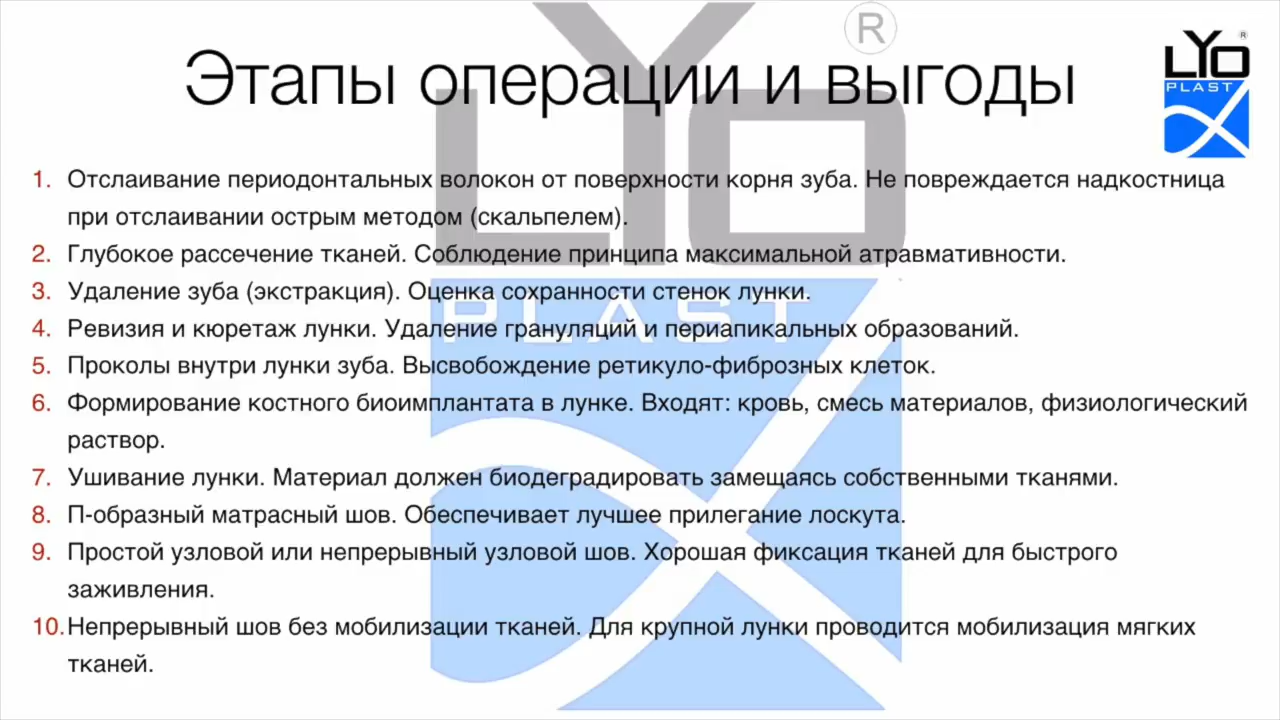 Этапы операции и выгоды
LYO
PLAST
®
LYO
PLAST
®
1. Отслаивание периодонтальных волокон от поверхности корня зуба. Не повреждается надкостница
при отслаивании острым методом (скальпелем).
2. Глубокое рассечение тканей. Соблюдение принципа максимальной атравмативности.
3. Удаление зуба (экстракция). Оценка сохранности стенок лунки.
4. Ревизия и кюретаж лунки. Удаление грануляций и периапикальных образований.
5. Проколы внутри лунки зуба. Высвобождение ретикуло-фиброзных клеток.
6. Формирование костного биоимплантата в лунке. Входят: кровь, смесь материалов, физиологический
раствор.
7. Ушивание лунки. Материал должен биодеградировать замещаясь собственными тканями.
8. П-образный матрасный шов. Обеспечивает лучшее прилегание лоскута.
9. Простой узловой или непрерывный узловой шов. Хорошая фиксация тканей для быстрого
заживления.
10. Непрерывный шов без мобилизации тканей. Для крупной лунки проводится мобилизация мягких
тканей.